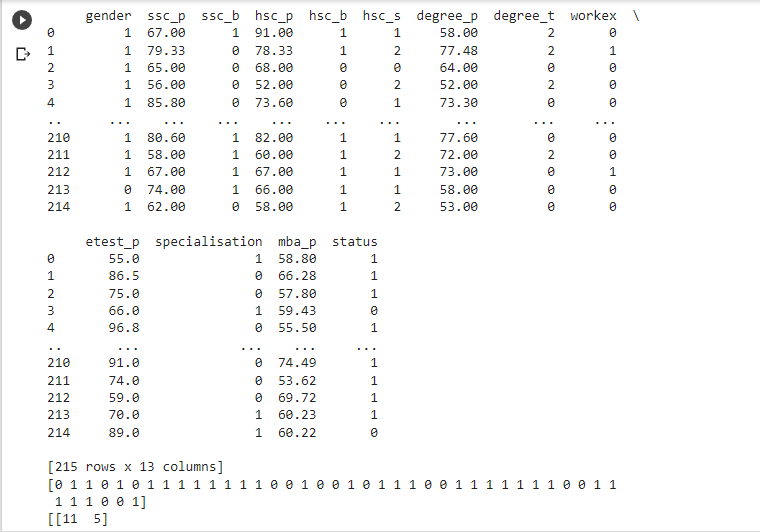 gender ssc_p ssc_b hsc_p hsc_b hsc_s degree_p degree_t workex \
0 1 67.00 1 91.00 1 1 58.00 2 0
1 1 79.33 0 78.33 1 2 77.48 2 1
2 1 65.00 0 68.00 0 0 64.00 0 0
3 1 56.00 0 52.00 0 2 52.00 2 0
4 1 85.80 0 73.60 0 1 73.30 0 0
.. ... ... ... ... ... ... ... ... ...
210 1 80.60 1 82.00 1 1 77.60 0 0
211 1 58.00 1 60.00 1 2 72.00 2 0
212 1 67.00 1 67.00 1 1 73.00 0 1
213 0 74.00 1 66.00 1 1 58.00 0 0
214 1 62.00 0 58.00 1 2 53.00 0 0
etest_p specialisation mba_p status
0 55.0 1 58.80 1
1 86.5 0 66.28 1
2 75.0 0 57.80 1
3 66.0 1 59.43 0
4 96.8 0 55.50 1
.. ... ... ... ...
210 91.0 0 74.49 1
211 74.0 0 53.62 1
212 59.0 0 69.72 1
213 70.0 1 60.23 1
214 89.0 1 60.22 0
[215 rows x 13 columns]
[0 1 1 0 1 0 1 1 1 1 1 1 1 1 0 0 1 0 0 1 0 1 1 1 0 0 1 1 1 1 1 1 1 0 0 1 1
1 1 1 0 0 1]
[[11 5]